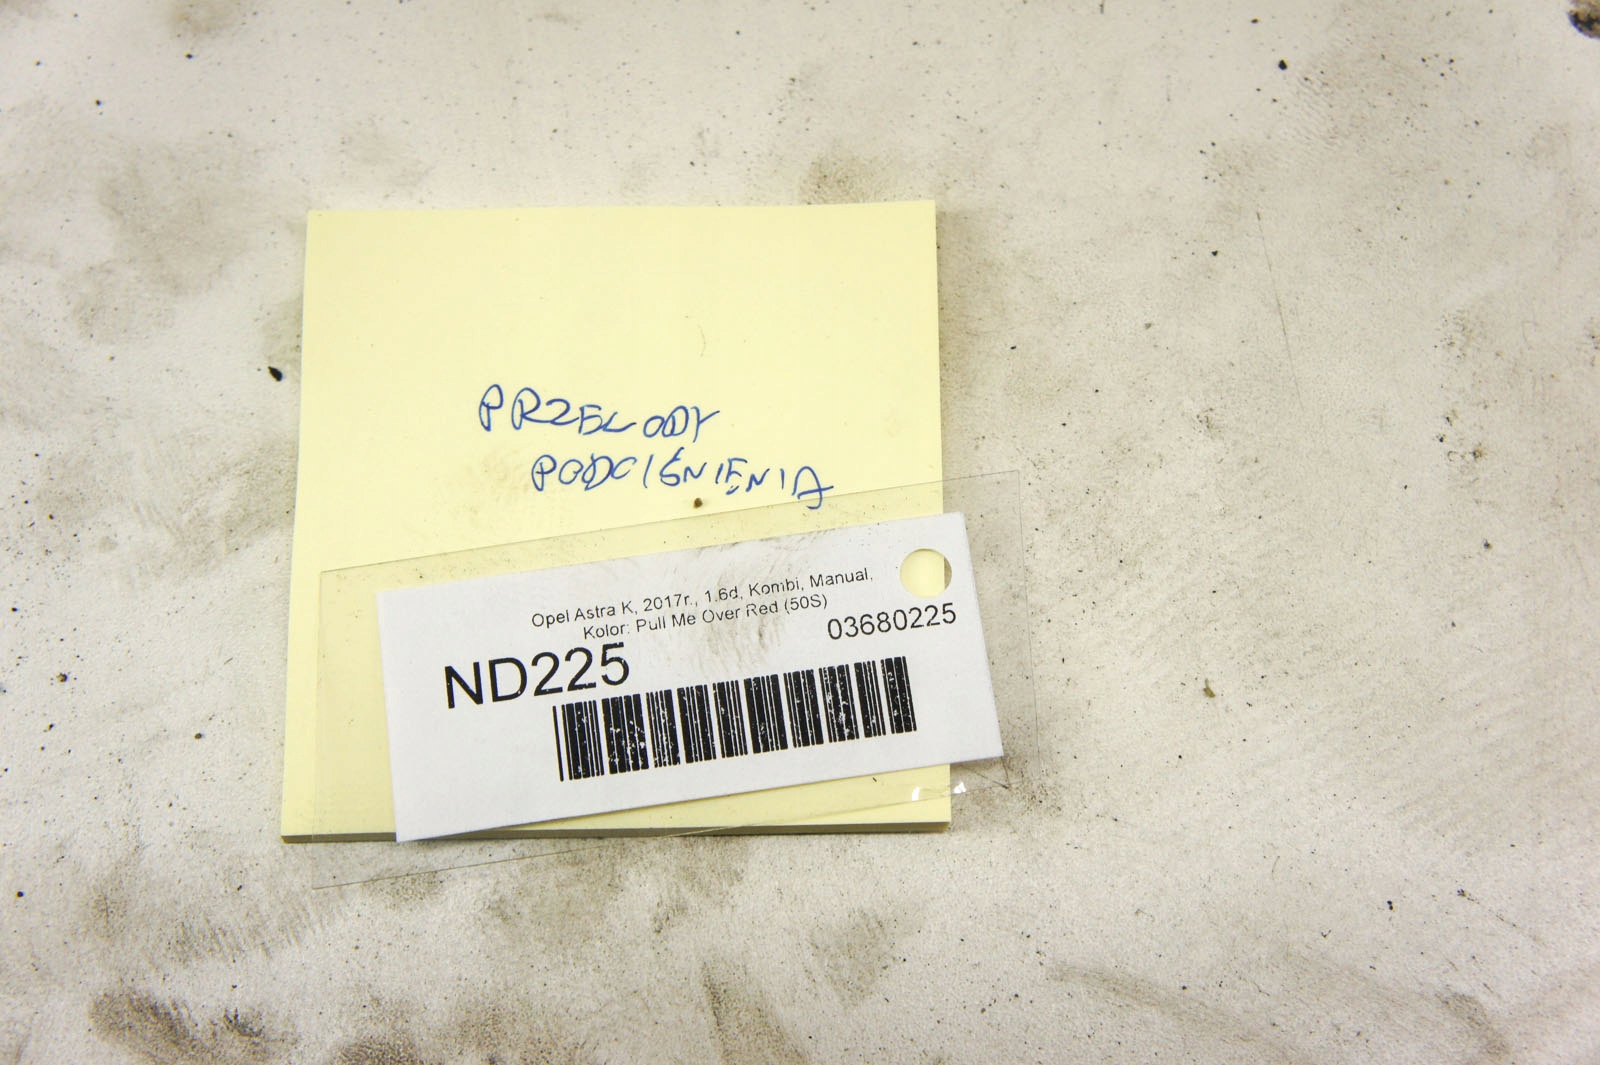 PRZEWODY
PODCIŚNIENIA
Opel Astra K, 2017r., 1.6d, Kombi, Manual,
Kolor: Pull Me Over Red (50S)
03680225
ND225